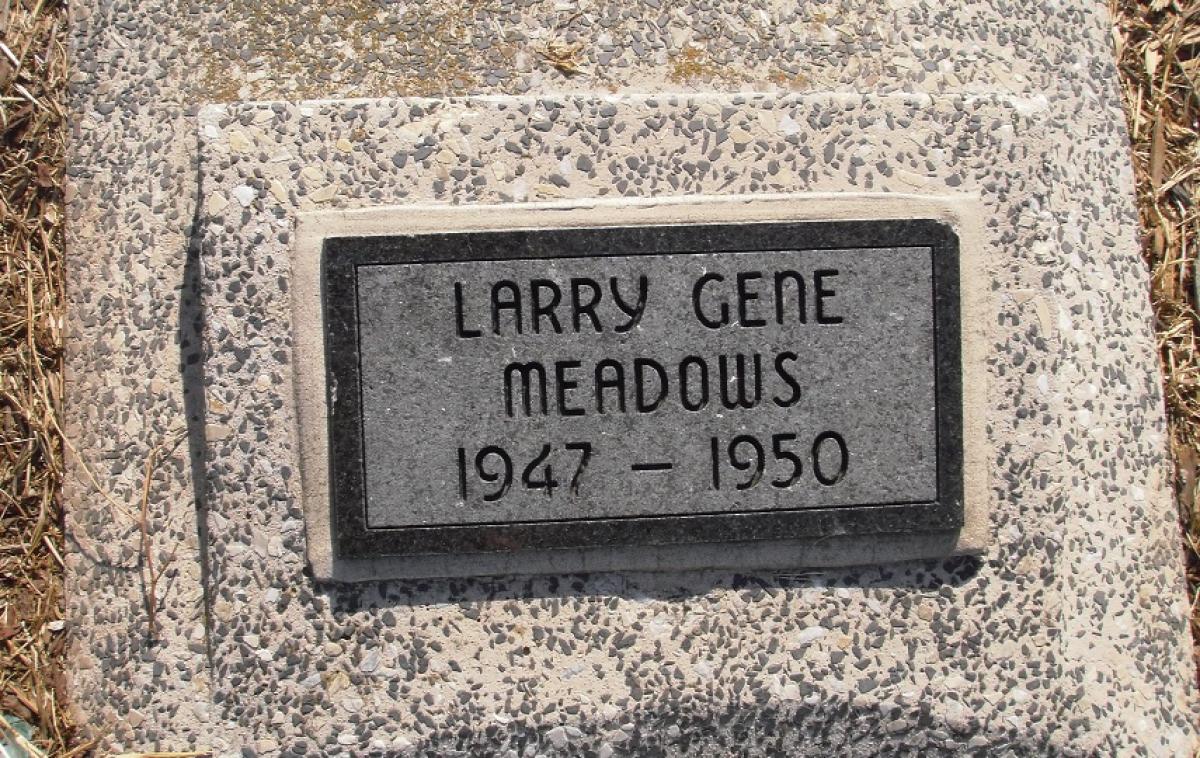 LARRY GENE
MEADOWS
1947 – 1950